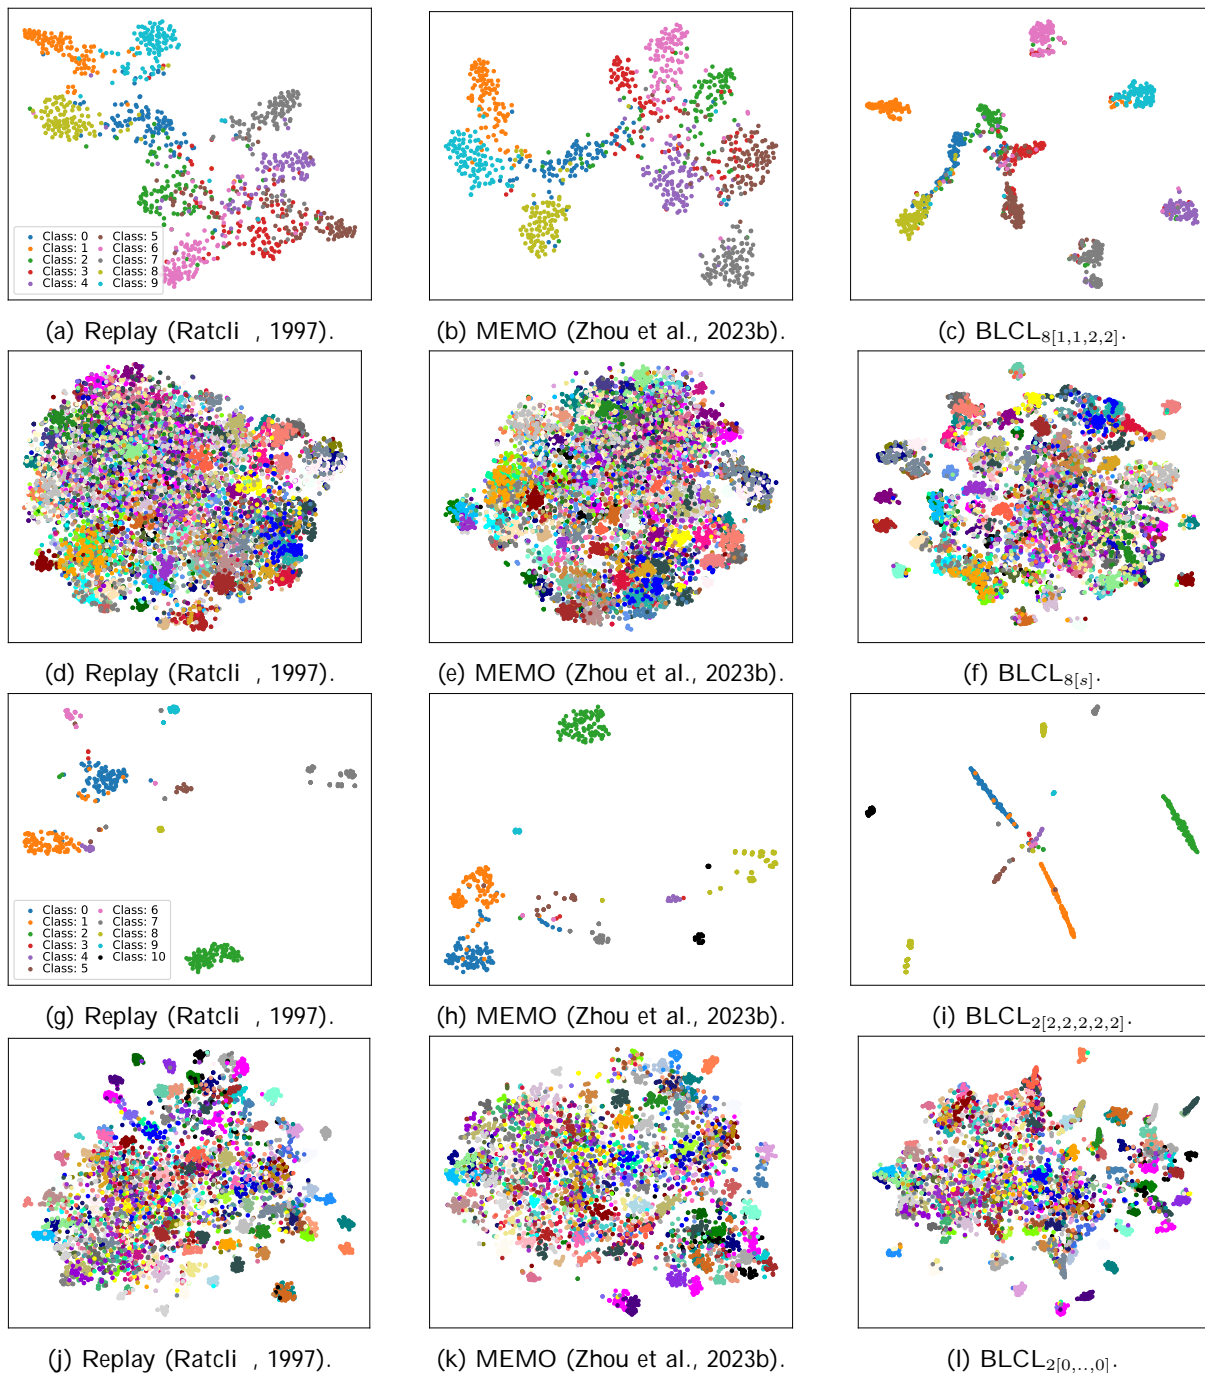 Class: 0 Class: 5
Class: 1 Class: 6
Class: 2 Class: 7
Class: 3 Class: 8
Class: 4 Class: 9
(a) Replay (Ratcli , 1997). (b) MEMO (Zhou et al., 2023b). (c) BLCL8[1,1,2,2].
(d) Replay (Ratcli , 1997). (e) MEMO (Zhou et al., 2023b). (f) BLCL8[s].
Class: 0 Class: 6
Class: 1 Class: 7
Class: 2 Class: 8
Class: 3 Class: 9
Class: 4 Class: 10
Class: 5
(g) Replay (Ratcli , 1997). (h) MEMO (Zhou et al., 2023b). (i) BLCL2[2,2,2,2,2].
(j) Replay (Ratcli , 1997). (k) MEMO (Zhou et al., 2023b). (l) BLCL2[0,..,0].